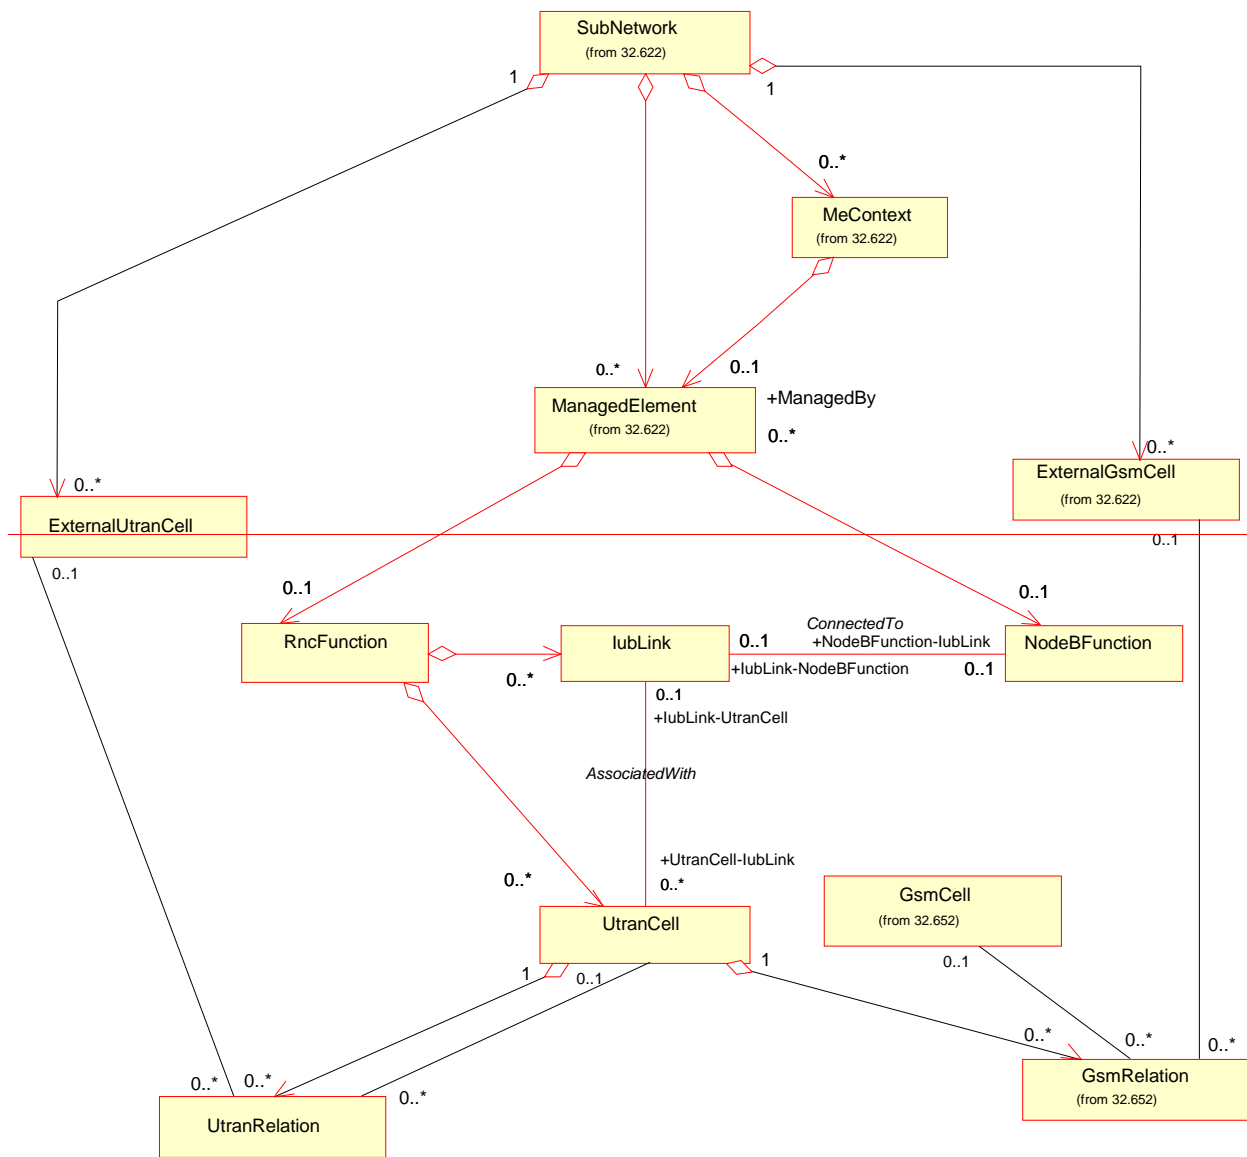 SubNetwork
(from 32.622)
1
1
0..*
MeContext
(from 32.622)
0..*
0..1
ManagedElement
(from 32.622)
+ManagedBy
0..*
0..*
ExternalGsmCell
(from 32.622)
0..*
ExternalUtranCell
0..1
0..1
0..1
0..1
RncFunction
0..*
IubLink
0..1
ConnectedTo
+NodeBFunction-IubLink
+IubLink-NodeBFunction
0..1
NodeBFunction
0..1
+IubLink-UtranCell
AssociatedWith
+UtranCell-IubLink
0..*
0..*
UtranCell
GsmCell
(from 32.652)
1
0..1
1
0..1
0..*
0..*
0..*
0..*
0..*
0..*
GsmRelation
(from 32.652)
UtranRelation